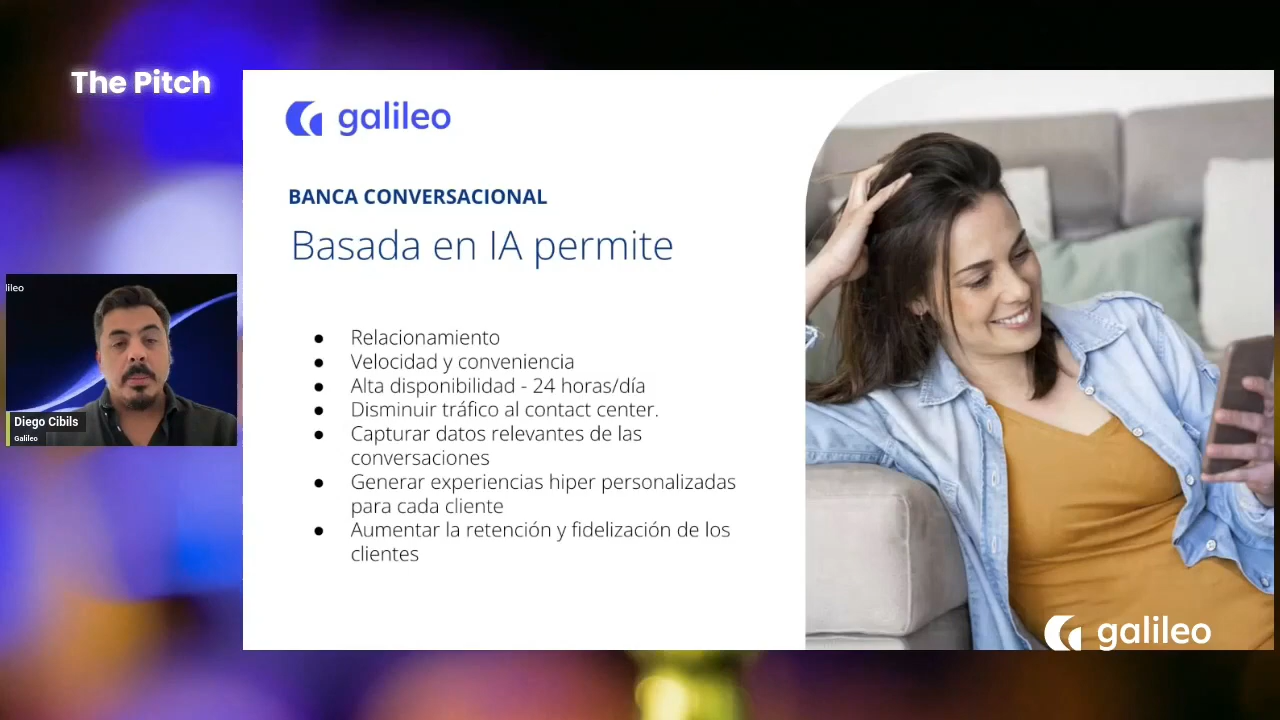 The Pitch
galileo
BANCA CONVERSACIONAL
Basada en IA permite
● Relacionamiento
● Velocidad y conveniencia
● Alta disponibilidad - 24 horas/día
● Disminuir tráfico al contact center.
● Capturar datos relevantes de las
conversaciones
● Generar experiencias hiper personalizadas
para cada cliente
● Aumentar la retención y fidelización de los
clientes
lileo
Diego Cibils
Galileo
galileo